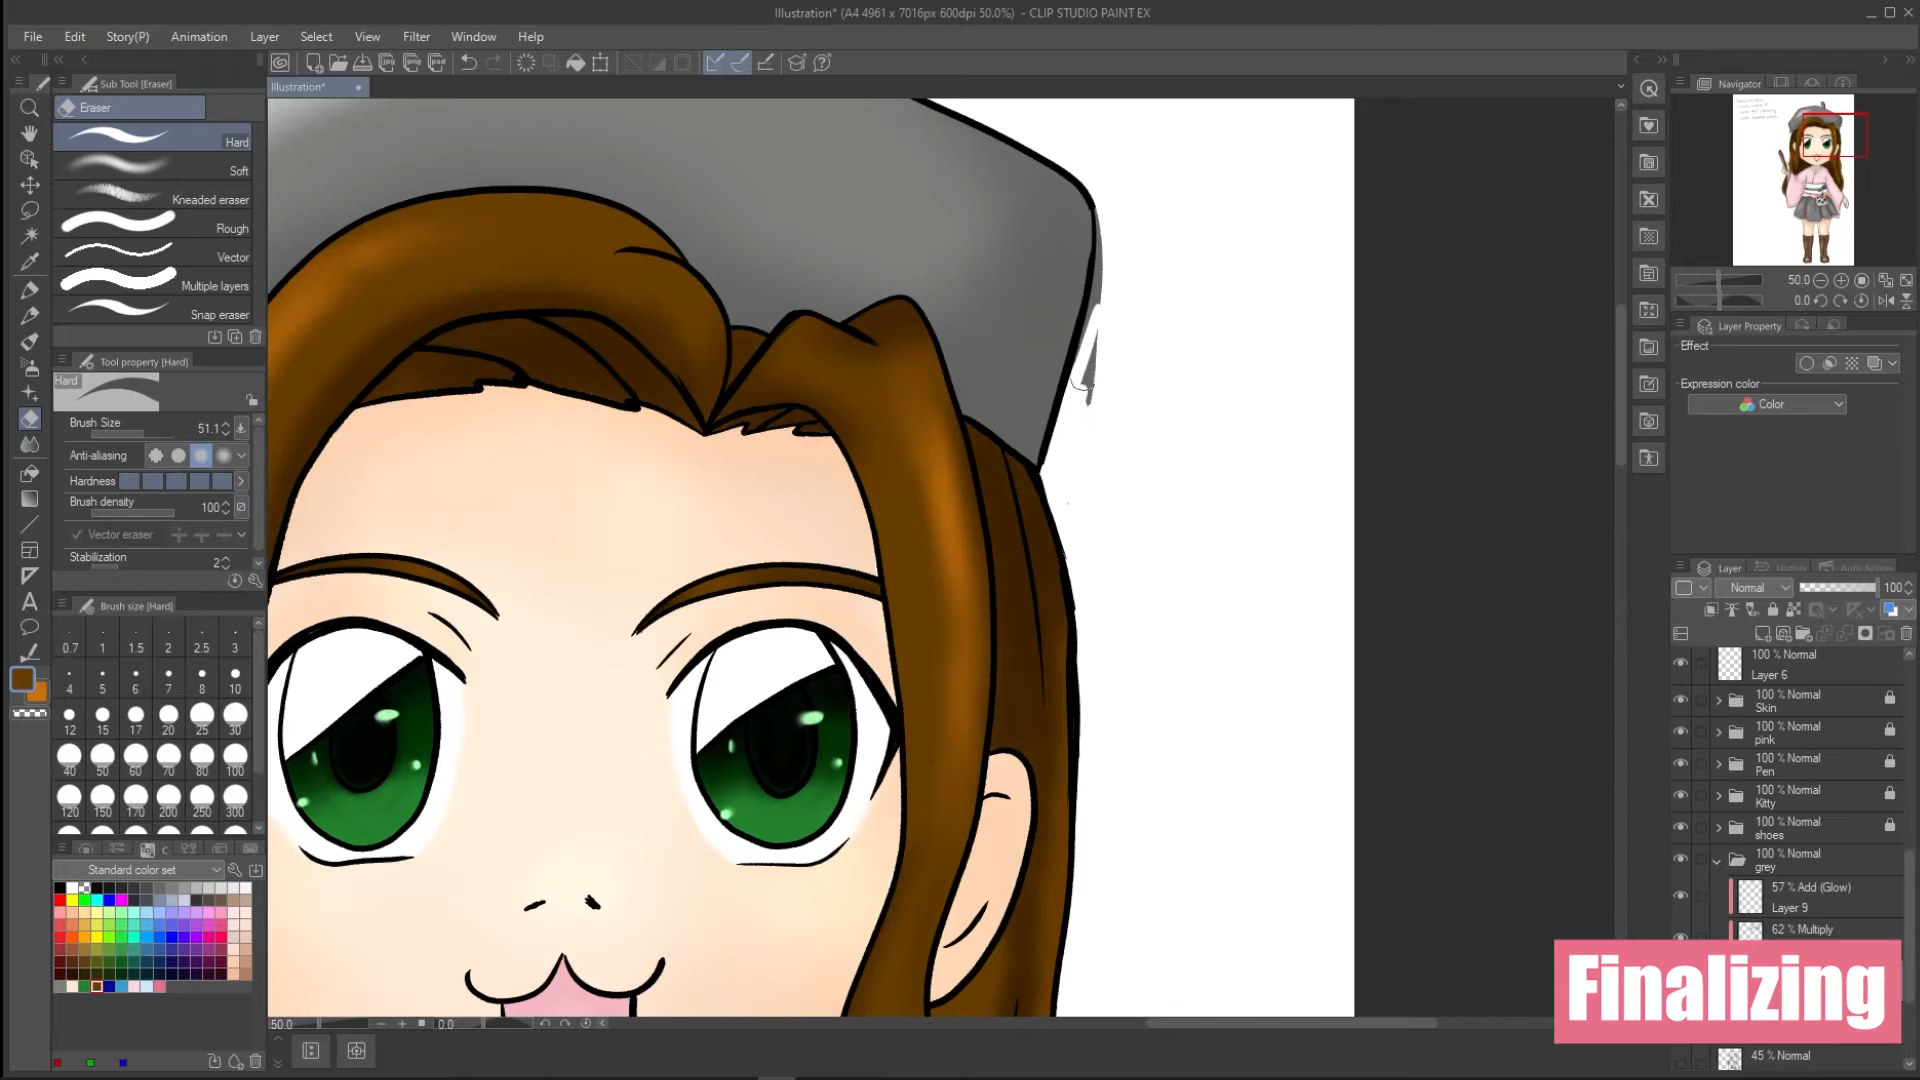 Illustration* (A4 4961 x 7016px 600dpi 50.0%) - CLIP STUDIO PAINT EX
File Edit Story(P) Animation Layer Select View Filter Window Help
Sub Tool [Eraser]
Eraser
Hard
Soft
Kneaded eraser
Rough
Vector
Multiple layers
Snap eraser
Tool property [Hard]
Hard
Brush Size 51.1
Anti-aliasing
Hardness
Brush density 100
Vector eraser
Stabilization 2
Brush size [Hard]
0.7 1 1.5 2 2.5 3
4 5 6 7 8 10
12 15 17 20 25 30
40 50 60 70 80 100
120 150 170 200 250 300
Standard color set
Illustration*
50.0 0.0
Navigator
50.0
0.0
Layer Property
Effect
Expression color
Color
Layer History Auto Action
Normal 100
100 % Normal
Layer 6
100 % Normal
Skin
100 % Normal
pink
100 % Normal
Pen
100 % Normal
Kitty
100 % Normal
shoes
100 % Normal
grey
57 % Add (Glow)
Layer 9
62 % Multiply
Finalizing
45 % Normal